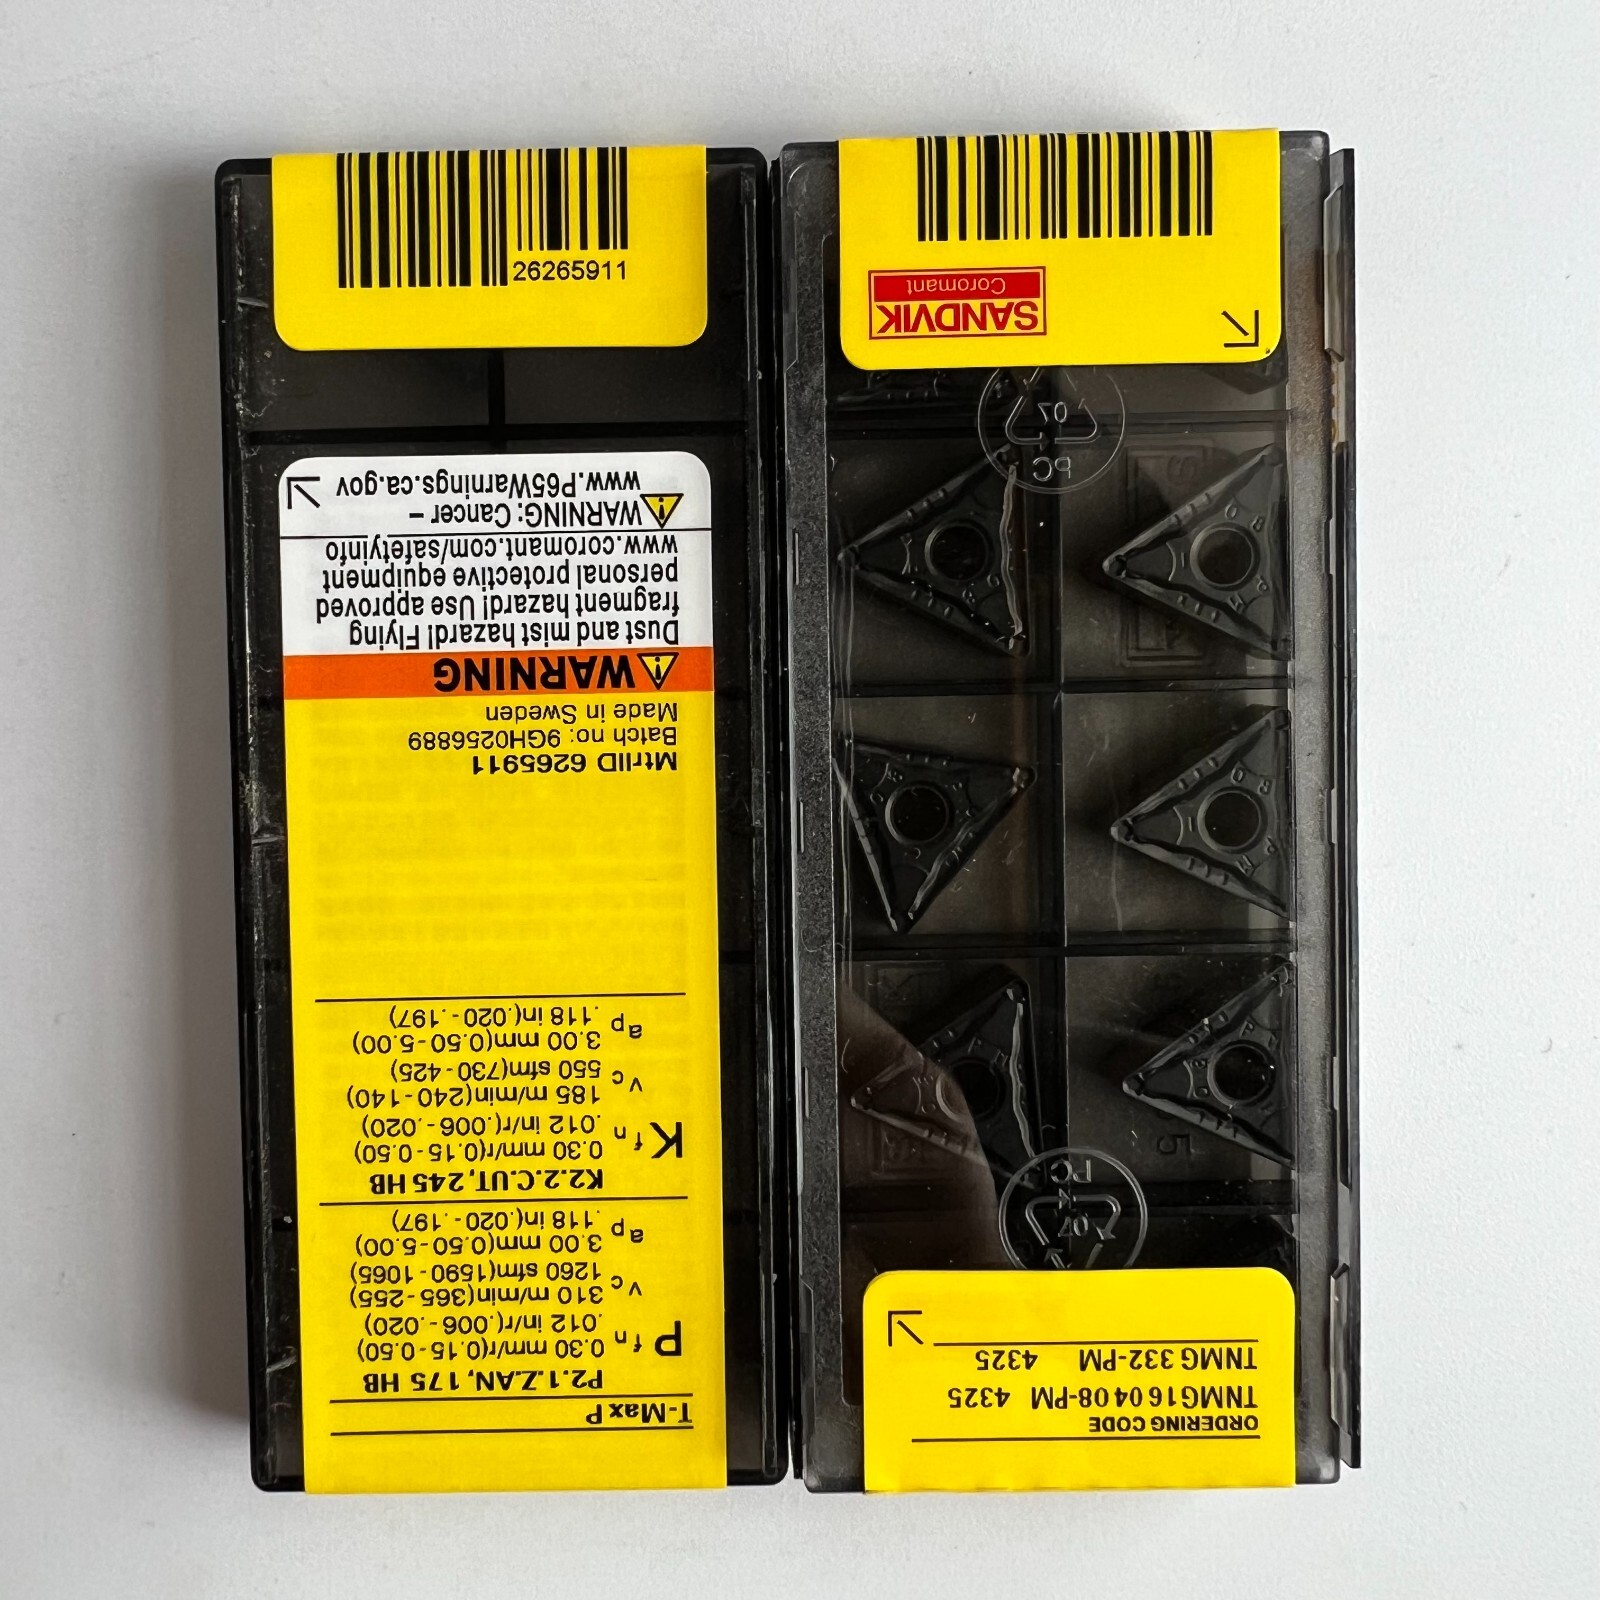 26265911
T-Max P
P2.1.Z.AN, 175 HB
P fn 0.30 mm/r(0.15-0.50)
.012 in/r(.006-.020)
vc 310 m/min(365-255)
1260 sfm(1590-1065)
ap 3.00 mm(0.50-5.00)
.118 in(.020-.197)
K2.2.C.UT, 245 HB
K fn 0.30 mm/r(0.15-0.50)
.012 in/r(.006-.020)
vc 185 m/min(240-140)
550 sfm(730-425)
ap 3.00 mm(0.50-5.00)
.118 in(.020-.197)
MtrlID 6265911
Batch no: 9GH0256889
Made in Sweden
WARNING
Dust and mist hazard! Flying
fragment hazard! Use approved
personal protective equipment
www.coromant.com/safetyinfo
WARNING: Cancer –
www.P65Warnings.ca.gov
ORDERING CODE
TNMG16 04 08-PM 4325
TNMG 332-PM 4325
07
PC
07
PC
SANDVIK
Coromant